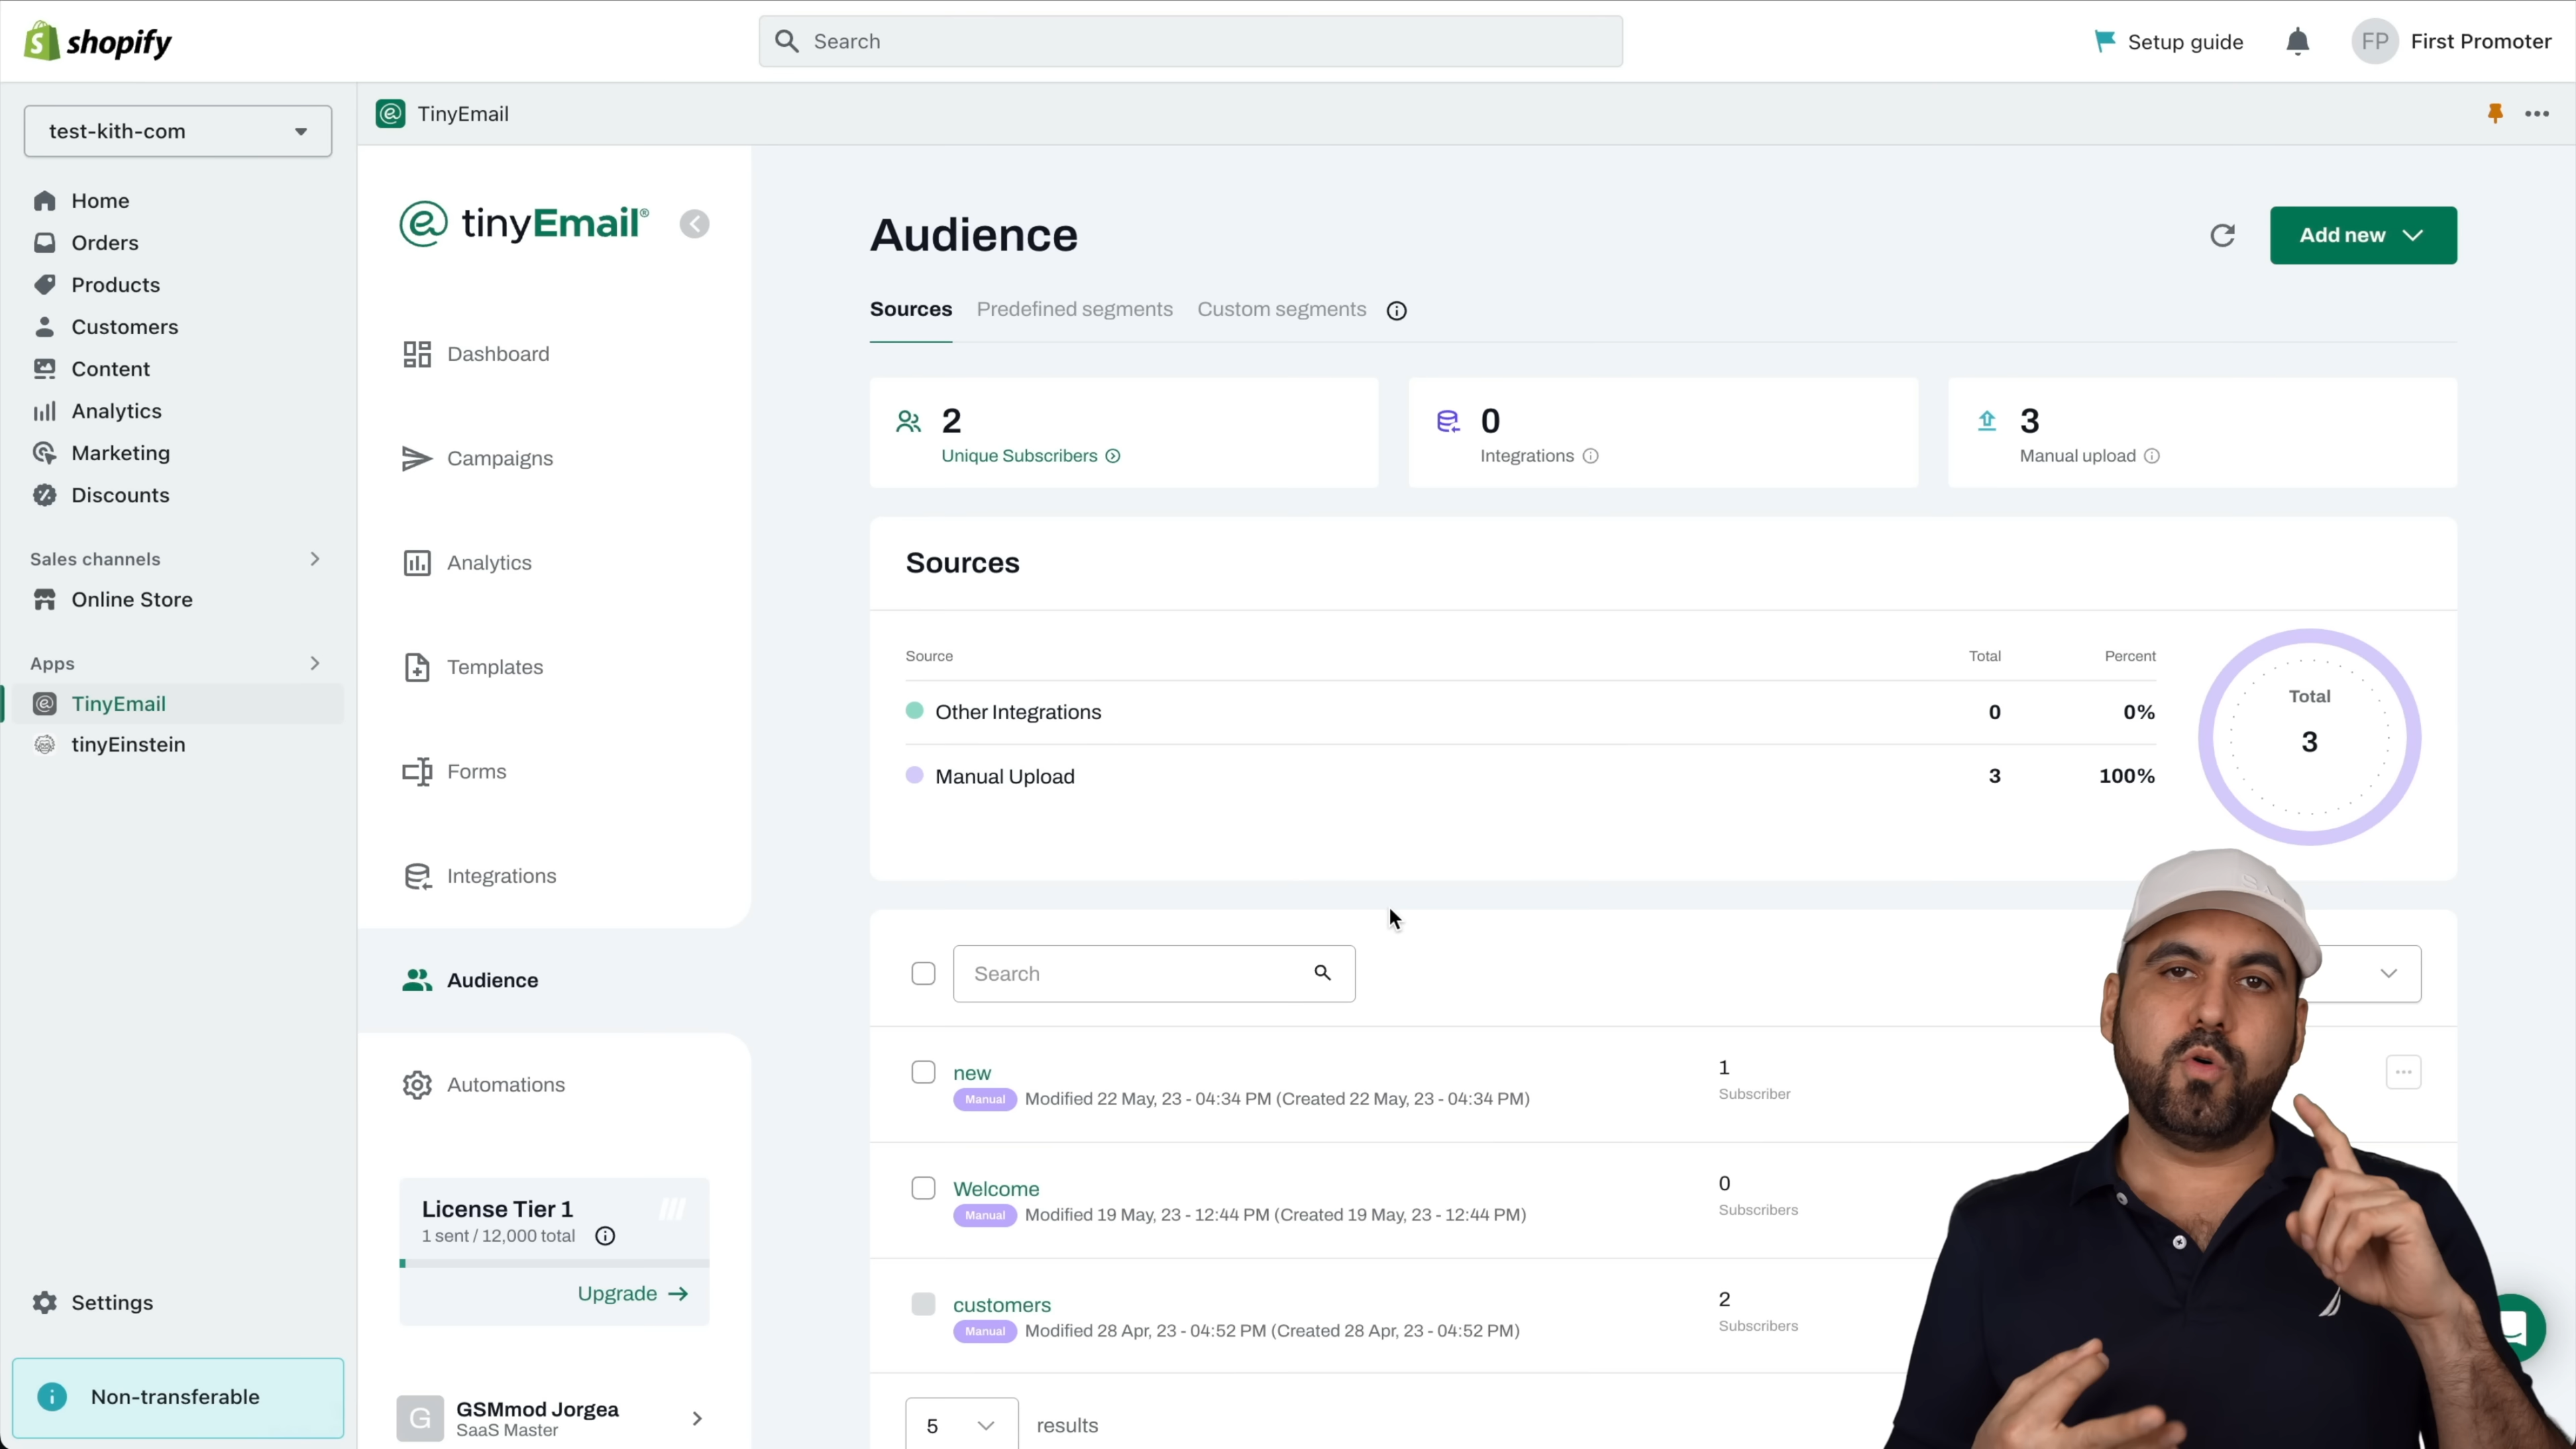 shopify
Search
Setup guide
FP
First Promoter
test-kith-com
Home
Orders
Products
Customers
Content
Analytics
Marketing
Discounts
Sales channels
Online Store
Apps
TinyEmail
tinyEinstein
Settings
Non-transferable
TinyEmail
tinyEmail®
Dashboard
Campaigns
Analytics
Templates
Forms
Integrations
Audience
Automations
License Tier 1
1 sent / 12,000 total
Upgrade
G
GSMmod Jorgea
SaaS Master
Audience
Add new
Sources Predefined segments Custom segments
2
Unique Subscribers
0
Integrations
3
Manual upload
Sources
Source Total Percent
Other Integrations 0 0%
Manual Upload 3 100%
Total
3
Search
new
Manual Modified 22 May, 23 - 04:34 PM (Created 22 May, 23 - 04:34 PM)
1
Subscriber
Welcome
Manual Modified 19 May, 23 - 12:44 PM (Created 19 May, 23 - 12:44 PM)
0
Subscribers
customers
Manual Modified 28 Apr, 23 - 04:52 PM (Created 28 Apr, 23 - 04:52 PM)
2
Subscribers
5 results